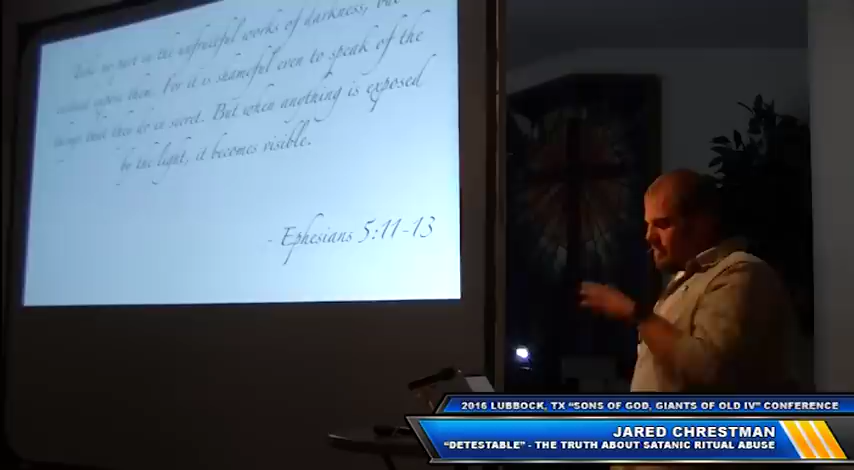 no part in the unfruitful works of darkness, but
instead expose them. For it is shameful even to speak of the
things that they do in secret. But when anything is exposed
by the light, it becomes visible.
- Ephesians 5:11-13
2016 LUBBOCK, TX "SONS OF GOD, GIANTS OF OLD IV" CONFERENCE
JARED CHRESTMAN
"DETESTABLE" - THE TRUTH ABOUT SATANIC RITUAL ABUSE